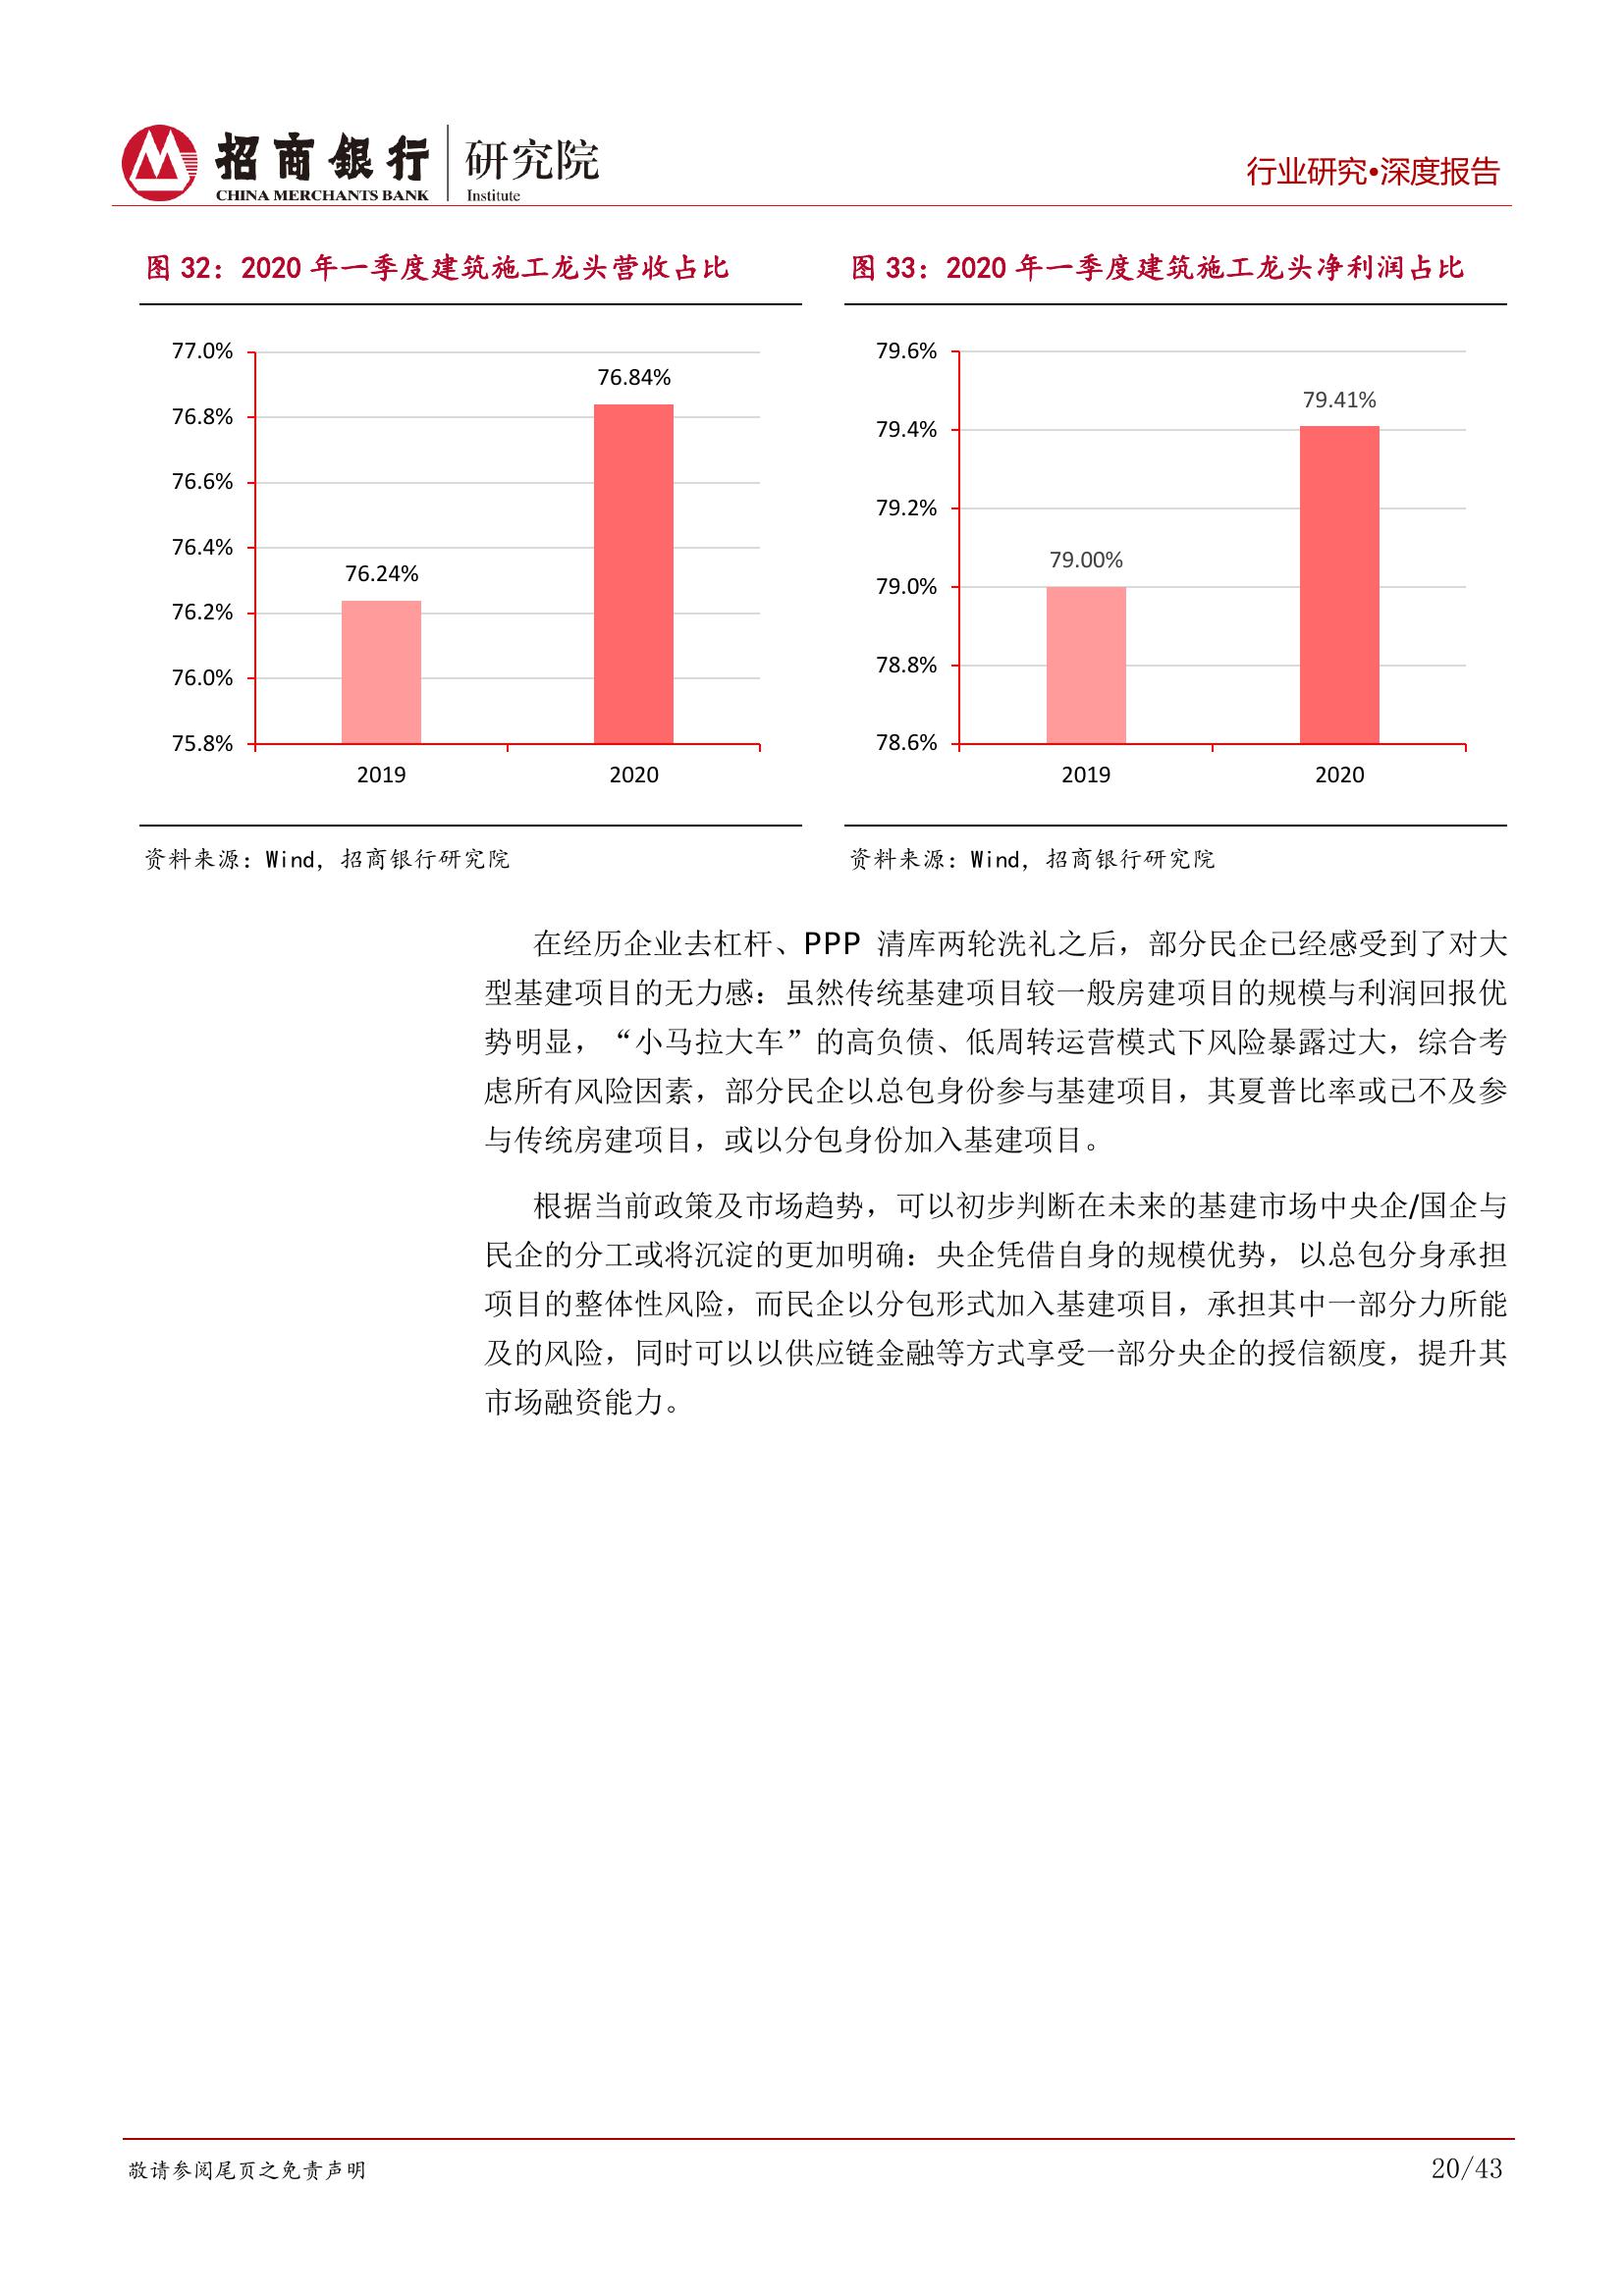 招商銀行 研究院
CHINA MERCHANTS BANK Institute
行业研究•深度报告
图 32：2020 年一季度建筑施工龙头营收占比
77.0%
76.8%
76.6%
76.4%
76.2%
76.0%
75.8%
76.24%
76.84%
2019 2020
资料来源：Wind，招商银行研究院
图 33：2020 年一季度建筑施工龙头净利润占比
79.6%
79.4%
79.2%
79.0%
78.8%
78.6%
79.00%
79.41%
2019 2020
资料来源：Wind，招商银行研究院
在经历企业去杠杆、PPP 清库两轮洗礼之后，部分民企已经感受到了对大
型基建项目的无力感：虽然传统基建项目较一般房建项目的规模与利润回报优
势明显，“小马拉大车”的高负债、低周转运营模式下风险暴露过大，综合考
虑所有风险因素，部分民企以总包身份参与基建项目，其夏普比率或已不及参
与传统房建项目，或以分包身份加入基建项目。
根据当前政策及市场趋势，可以初步判断在未来的基建市场中央企/国企与
民企的分工或将沉淀的更加明确：央企凭借自身的规模优势，以总包分身承担
项目的整体性风险，而民企以分包形式加入基建项目，承担其中一部分力所能
及的风险，同时可以以供应链金融等方式享受一部分央企的授信额度，提升其
市场融资能力。
敬请参阅尾页之免责声明
20/43